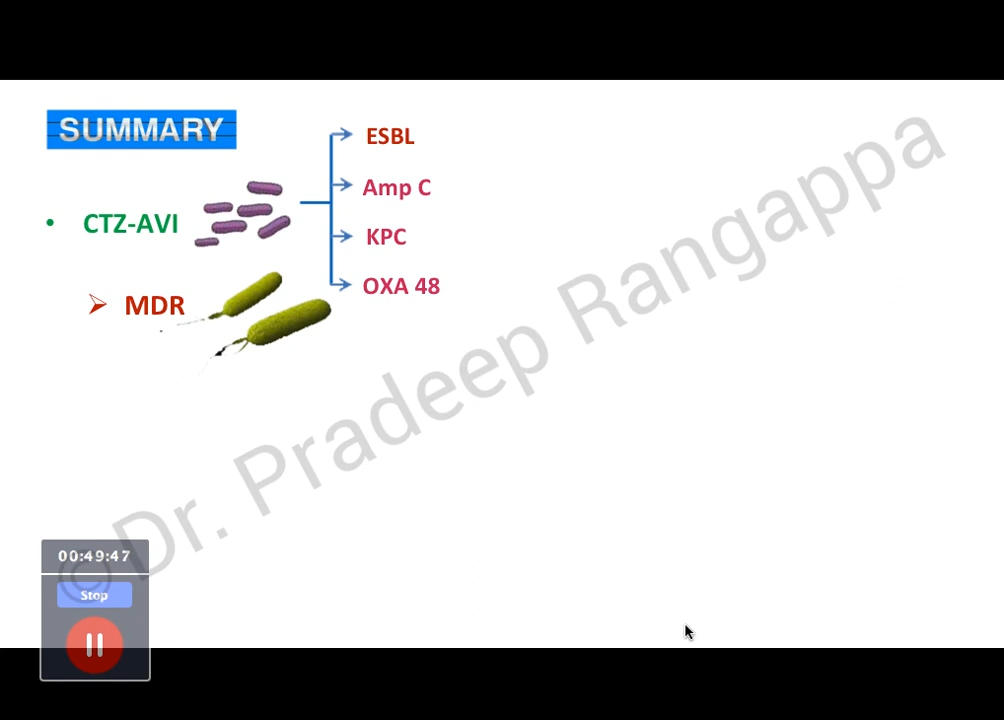 SUMMARY
ESBL
Amp C
• CTZ-AVI
KPC
OXA 48
➢ MDR
© Dr. Pradeep Rangappa
00:49:47
Stop